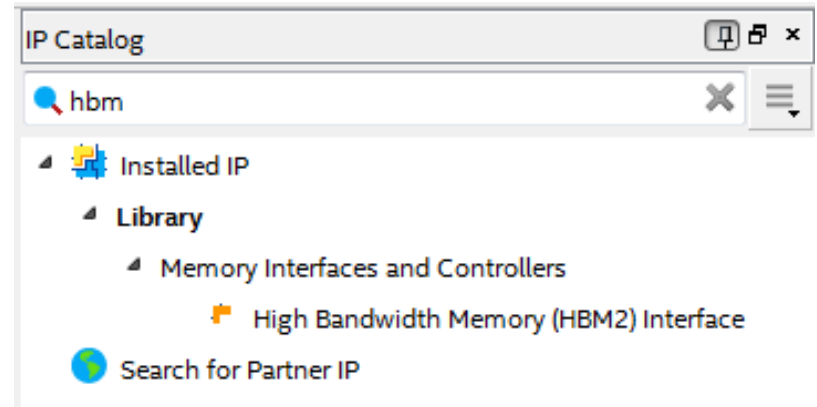 IP Catalog
hbm
Installed IP
Library
Memory Interfaces and Controllers
High Bandwidth Memory (HBM2) Interface
Search for Partner IP